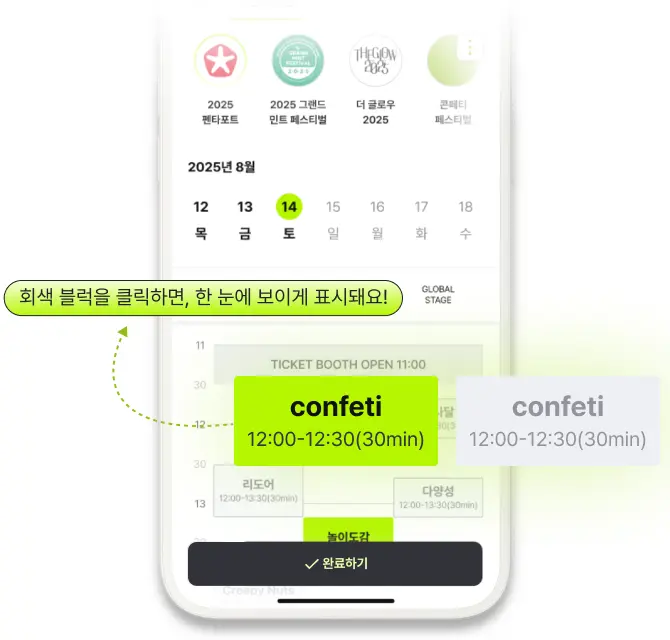 THE GLOW
2025
2025
2025 그랜드
더 글로우
콘페티
펜타포트
민트 페스티벌
2025
페스티벌
2025년 8월
12
13
14
15
16
17
18
목
금
토
일
월
화
수
회색 블럭을 클릭하면, 한 눈에 보이게 표시돼요!
GLOBAL
STAGE
11
TICKET BOOTH OPEN 11:00
30
confeti
12:00-12:30(30min)
confeti
12:00-12:30(30min)
12
30
리도어
12:00-13:30(30min)
다양성
12:00-13:30(30min)
13
놀이도감
✓ 완료하기
Creepy Nuts